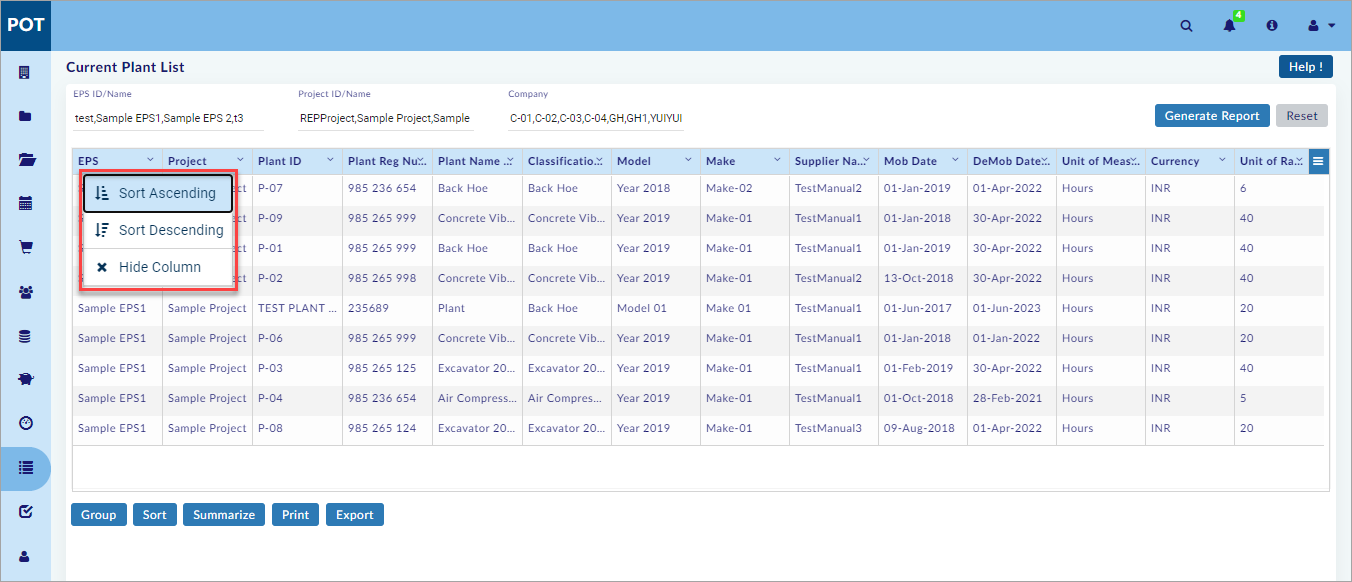 POT
4
Current Plant List
Help !
EPS ID/Name Project ID/Name Company
test,Sample EPS1,Sample EPS 2,t3 REPProject,Sample Project,Sample C-01,C-02,C-03,C-04,GH,GH1,YUIYUI
Generate Report Reset
EPS Project Plant ID Plant Reg Nu... Plant Name ... Classificatio... Model Make Supplier Na... Mob Date DeMob Date... Unit of Meas... Currency Unit of Ra...
Sort Ascending
Sort Descending
Hide Column
P-07 985 236 654 Back Hoe Back Hoe Year 2018 Make-02 TestManual2 01-Jan-2019 01-Apr-2022 Hours INR 6
P-09 985 265 999 Concrete Vib... Concrete Vib... Year 2019 Make-01 TestManual1 01-Jan-2018 30-Apr-2022 Hours INR 40
P-01 985 265 999 Back Hoe Back Hoe Year 2019 Make-01 TestManual1 01-Jan-2019 30-Apr-2022 Hours INR 40
P-02 985 265 998 Concrete Vib... Concrete Vib... Year 2019 Make-01 TestManual2 13-Oct-2018 30-Apr-2022 Hours INR 40
Sample EPS1 Sample Project TEST PLANT ... 235689 Plant Back Hoe Model 01 Make 01 TestManual1 01-Jun-2017 01-Jun-2023 Hours INR 20
Sample EPS1 Sample Project P-06 985 265 999 Concrete Vib... Concrete Vib... Year 2019 Make-01 TestManual1 01-Jan-2018 01-Jan-2022 Hours INR 20
Sample EPS1 Sample Project P-03 985 265 125 Excavator 20... Excavator 20... Year 2019 Make-01 TestManual1 01-Feb-2019 30-Apr-2022 Hours INR 40
Sample EPS1 Sample Project P-04 985 236 654 Air Compress... Air Compres... Year 2019 Make-01 TestManual1 01-Oct-2018 28-Feb-2021 Hours INR 5
Sample EPS1 Sample Project P-08 985 265 124 Excavator 20... Excavator 20... Year 2019 Make-01 TestManual3 09-Aug-2018 01-Apr-2022 Hours INR 20
Group Sort Summarize Print Export